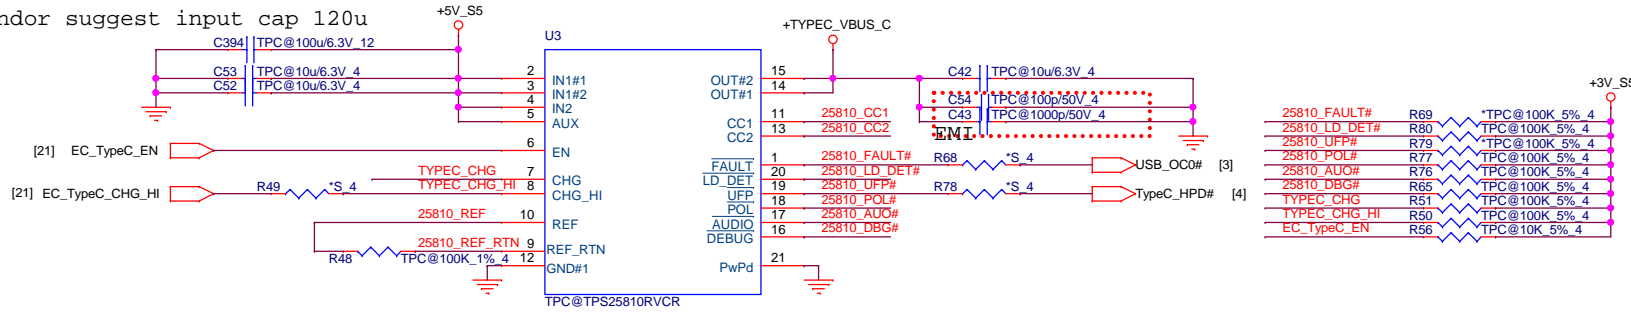 ndor suggest input cap 120u
+5V_S5
+TYPEC_VBUS_C
+3V_S5
C394 TPC@100u/6.3V_12
C53 TPC@10u/6.3V_4
C52 TPC@10u/6.3V_4
U3
2 IN1#1
3 IN1#2
4 IN2
5 AUX
6 EN
7 CHG
8 CHG_HI
10 REF
9 REF_RTN
12 GND#1
OUT#2 15
OUT#1 14
CC1 11
CC2 13
FAULT 1
LD_DET 20
UFP 19
POL 18
AUDIO 17
DEBUG 16
PwPd 21
TPC@TPS25810RVCR
[21] EC_TypeC_EN
TYPEC_CHG
TYPEC_CHG_HI
[21] EC_TypeC_CHG_HI
R49 *S_4
25810_REF
25810_REF_RTN
R48 TPC@100K_1%_4
C42 TPC@10u/6.3V_4
C54 TPC@100p/50V_4
C43 TPC@1000p/50V_4
EMI
25810_CC1
25810_CC2
25810_FAULT# R68 *S_4 USB_OC0# [3]
25810_LD_DET#
25810_UFP# R78 *S_4 TypeC_HPD# [4]
25810_POL#
25810_AUO#
25810_DBG#
25810_FAULT# R69 *TPC@100K_5%_4
25810_LD_DET# R80 TPC@100K_5%_4
25810_UFP# R79 *TPC@100K_5%_4
25810_POL# R77 TPC@100K_5%_4
25810_AUO# R76 TPC@100K_5%_4
25810_DBG# R65 TPC@100K_5%_4
TYPEC_CHG R51 TPC@100K_5%_4
TYPEC_CHG_HI R50 TPC@100K_5%_4
EC_TypeC_EN R56 TPC@10K_5%_4